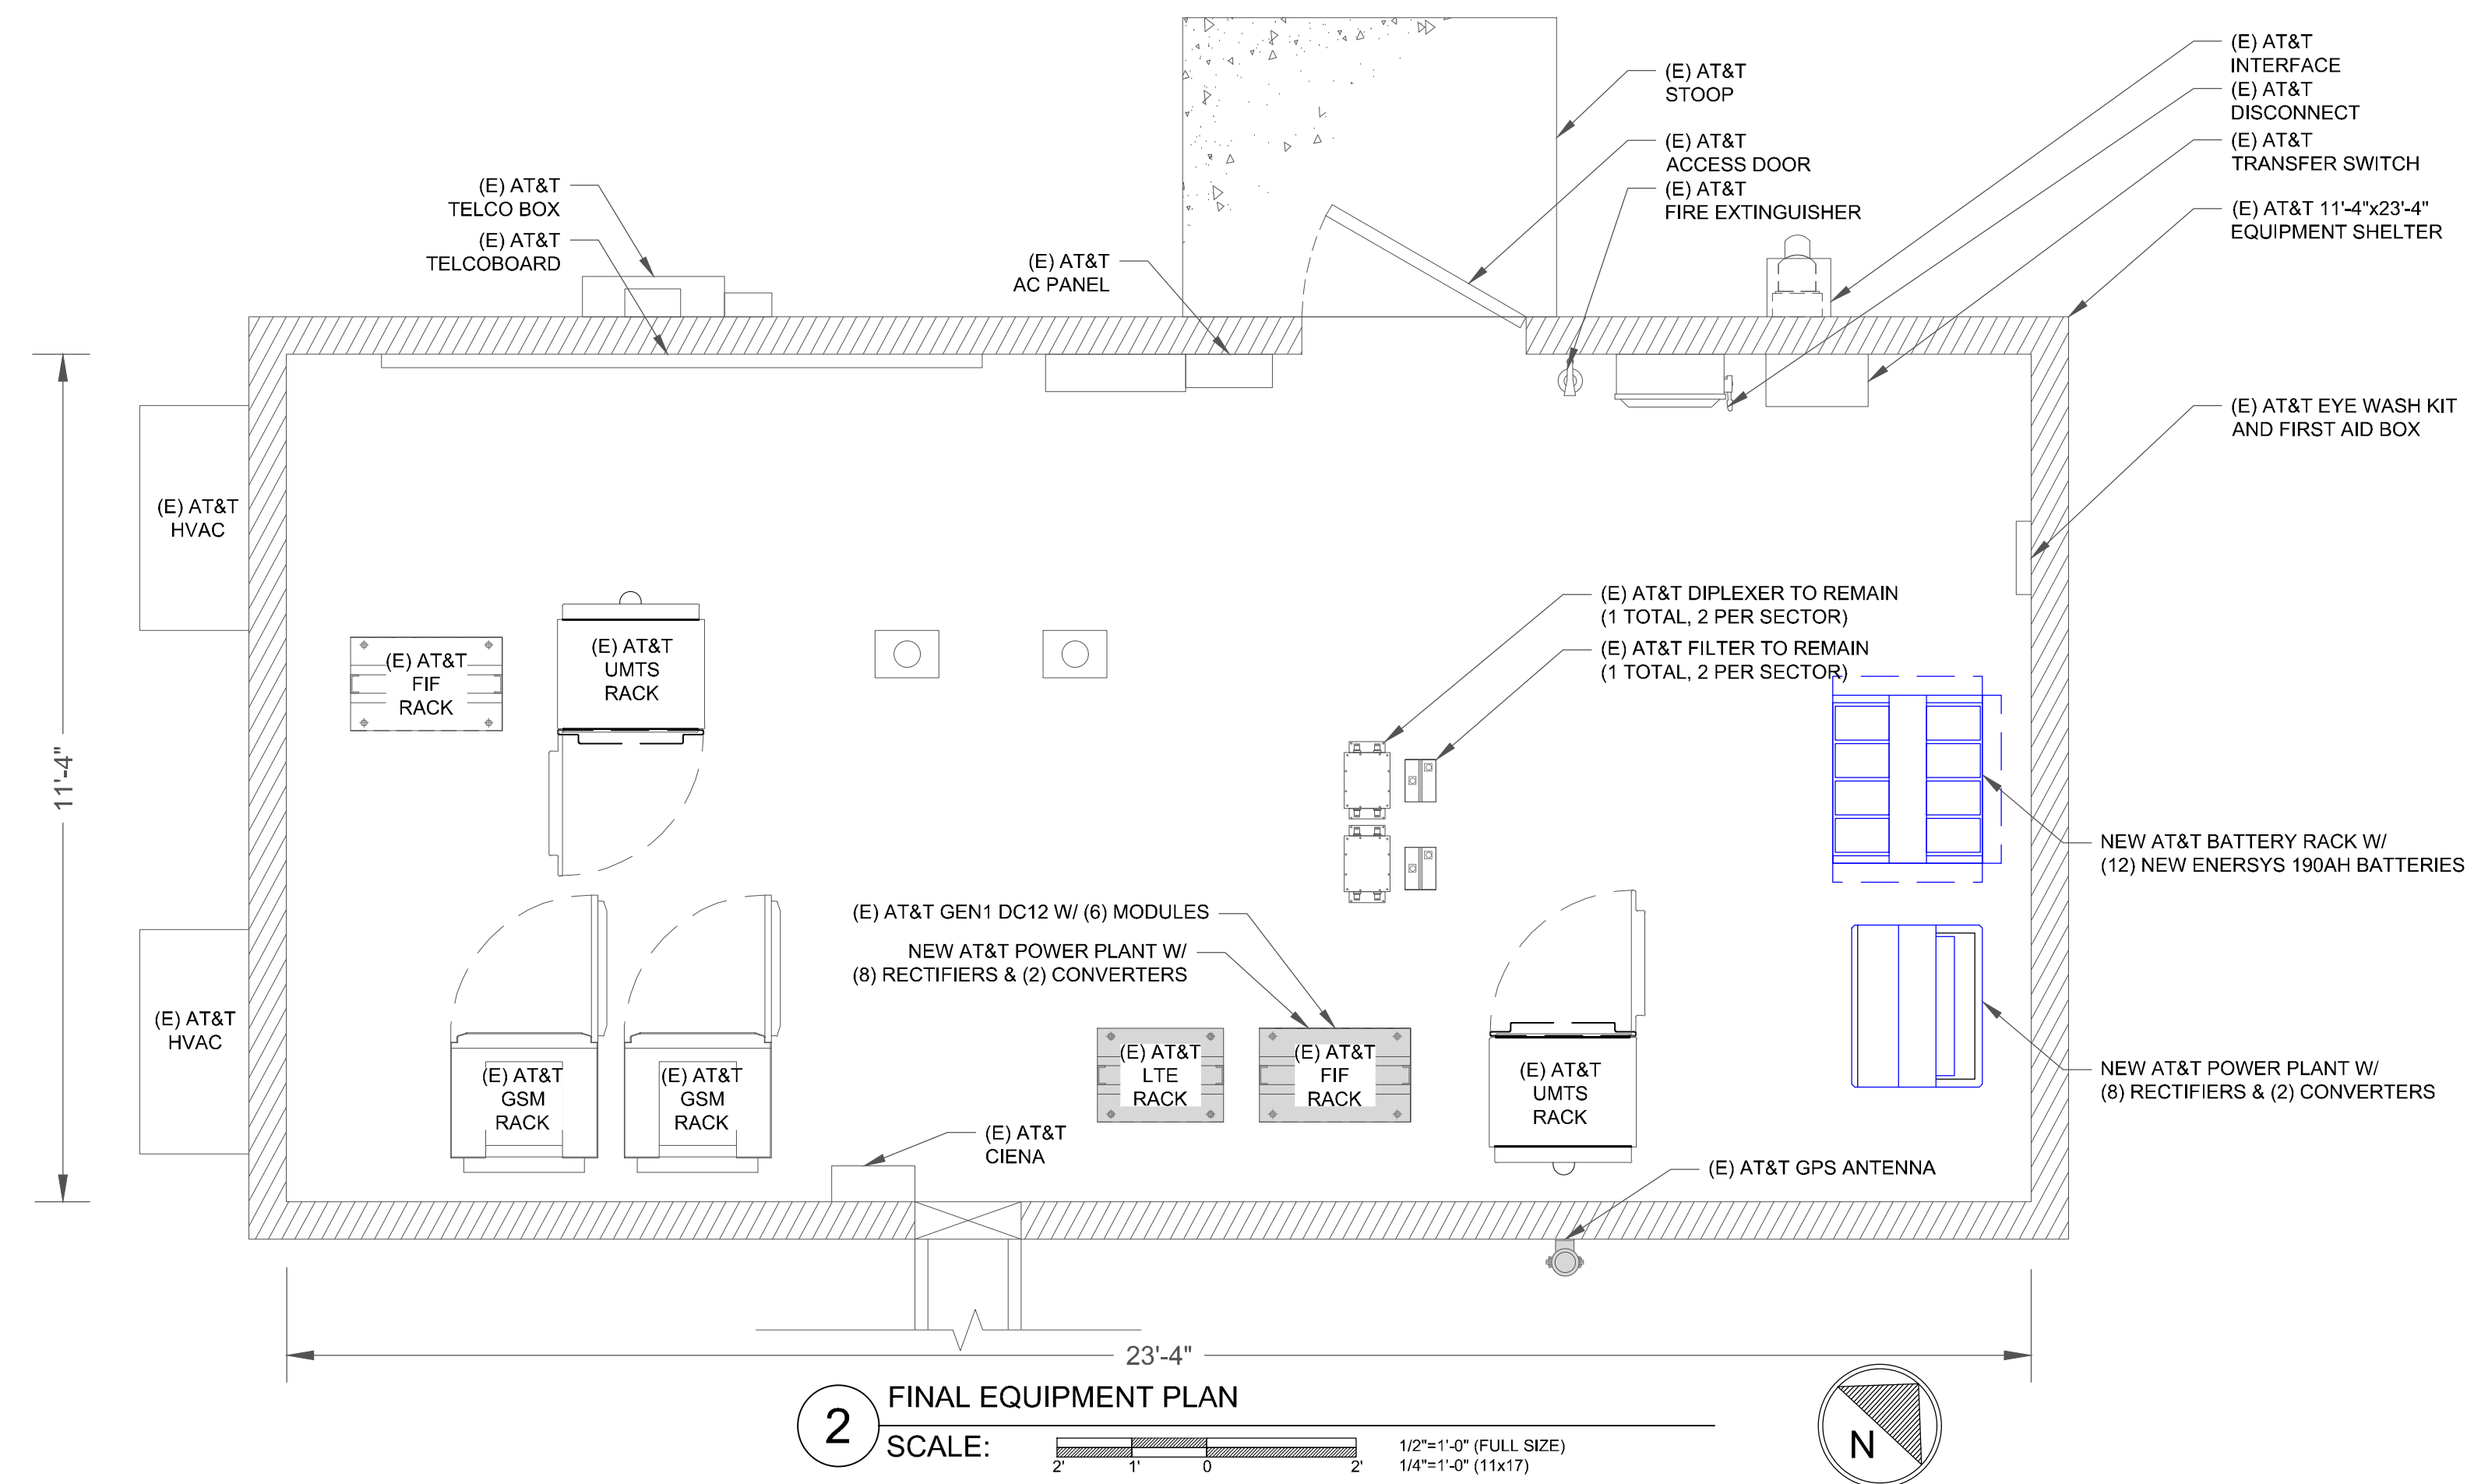 (E) AT&T
STOOP
(E) AT&T
ACCESS DOOR
(E) AT&T
FIRE EXTINGUISHER
(E) AT&T
INTERFACE
(E) AT&T
DISCONNECT
(E) AT&T
TRANSFER SWITCH
(E) AT&T 11'-4"x23'-4"
EQUIPMENT SHELTER
(E) AT&T
TELCO BOX
(E) AT&T
TELCOBOARD
(E) AT&T
AC PANEL
(E) AT&T EYE WASH KIT
AND FIRST AID BOX
(E) AT&T
HVAC
11'-4"
(E) AT&T
FIF
RACK
(E) AT&T
UMTS
RACK
(E) AT&T DIPLEXER TO REMAIN
(1 TOTAL, 2 PER SECTOR)
(E) AT&T FILTER TO REMAIN
(1 TOTAL, 2 PER SECTOR)
NEW AT&T BATTERY RACK W/
(12) NEW ENERSYS 190AH BATTERIES
(E) AT&T GEN1 DC12 W/ (6) MODULES
NEW AT&T POWER PLANT W/
(8) RECTIFIERS & (2) CONVERTERS
(E) AT&T
HVAC
(E) AT&T
GSM
RACK
(E) AT&T
GSM
RACK
(E) AT&T
LTE
RACK
(E) AT&T
FIF
RACK
(E) AT&T
UMTS
RACK
NEW AT&T POWER PLANT W/
(8) RECTIFIERS & (2) CONVERTERS
(E) AT&T
CIENA
(E) AT&T GPS ANTENNA
23'-4"
2
FINAL EQUIPMENT PLAN
SCALE:
2' 1' 0 2'
1/2"=1'-0" (FULL SIZE)
1/4"=1'-0" (11x17)
N